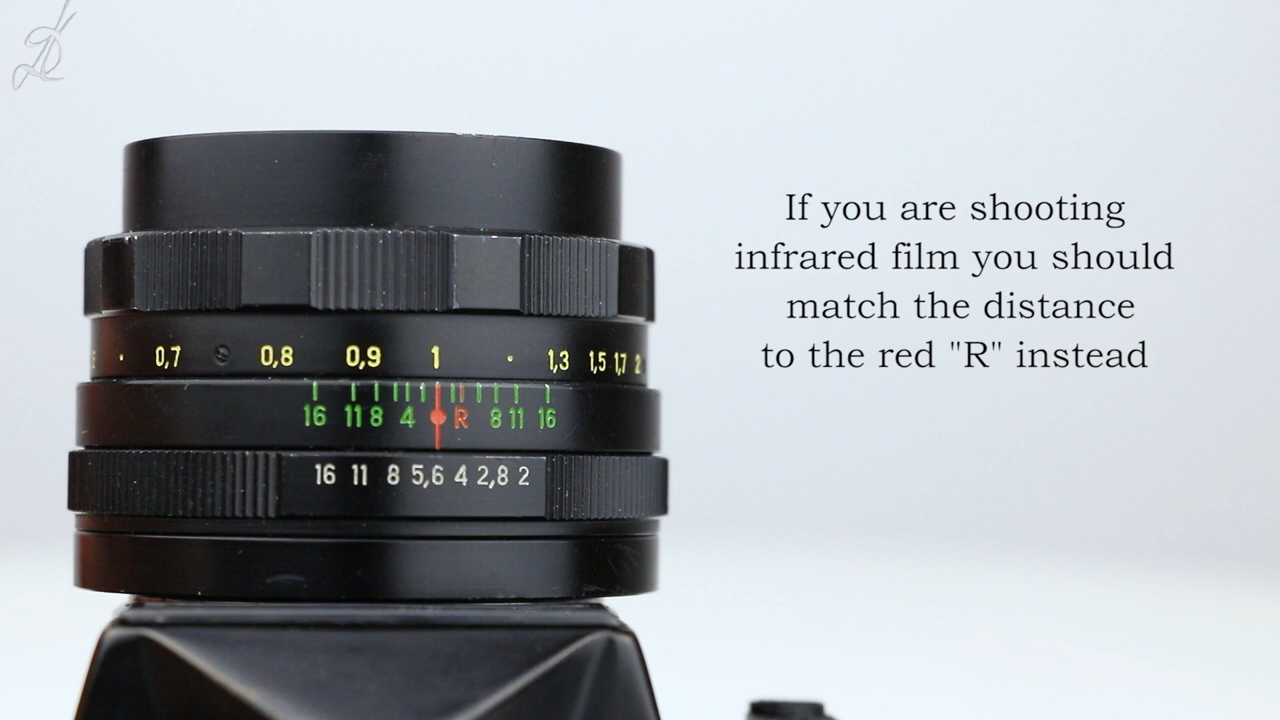 If you are shooting
infrared film you should
match the distance
to the red "R" instead
0,7 0,8 0,9 1 1,3 1,5 1,7 2
16 11 8 4 R 8 11 16
16 11 8 5,6 4 2,8 2